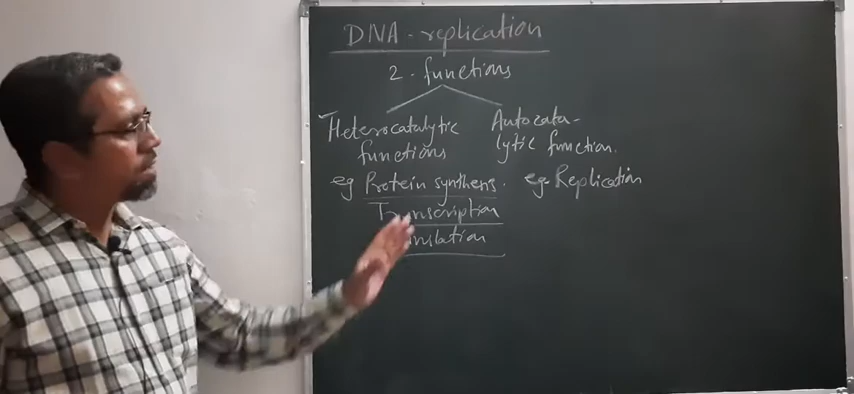 DNA - replication
2 - functions
Heterocatalytic
functions
Autocata-
lytic function.
eg Protein synthesis.
eg. Replication
Transcription